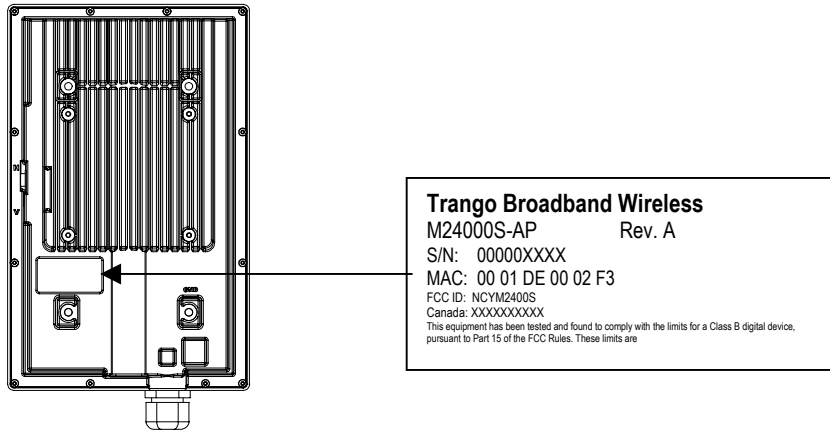 H
V
GND
Trango Broadband Wireless
M24000S-AP Rev. A
S/N: 00000XXXX
MAC: 00 01 DE 00 02 F3
FCC ID: NCYM2400S
Canada: XXXXXXXXXX
This equipment has been tested and found to comply with the limits for a Class B digital device,
pursuant to Part 15 of the FCC Rules. These limits are